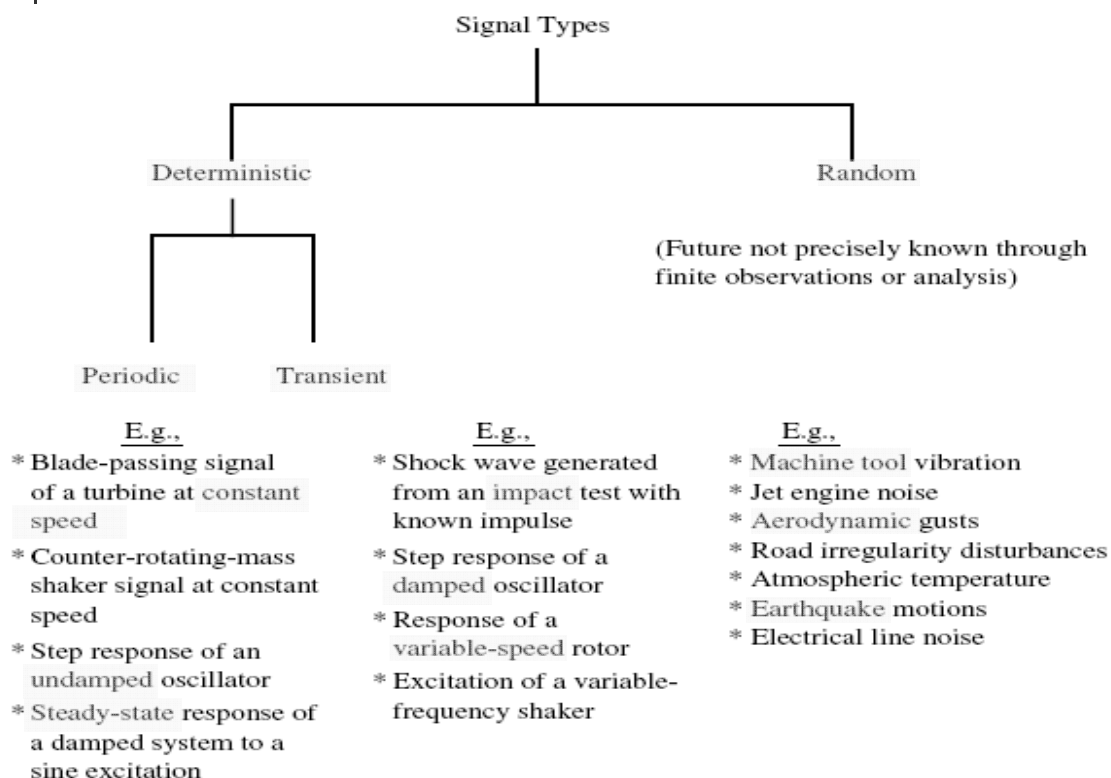 Signal Types
Deterministic
Random
(Future not precisely known through
finite observations or analysis)
Periodic
Transient
E.g.,
* Blade-passing signal
of a turbine at constant
speed
* Counter-rotating-mass
shaker signal at constant
speed
* Step response of an
undamped oscillator
* Steady-state response of
a damped system to a
sine excitation
E.g.,
* Shock wave generated
from an impact test with
known impulse
* Step response of a
damped oscillator
* Response of a
variable-speed rotor
* Excitation of a variable-
frequency shaker
E.g.,
* Machine tool vibration
* Jet engine noise
* Aerodynamic gusts
* Road irregularity disturbances
* Atmospheric temperature
* Earthquake motions
* Electrical line noise